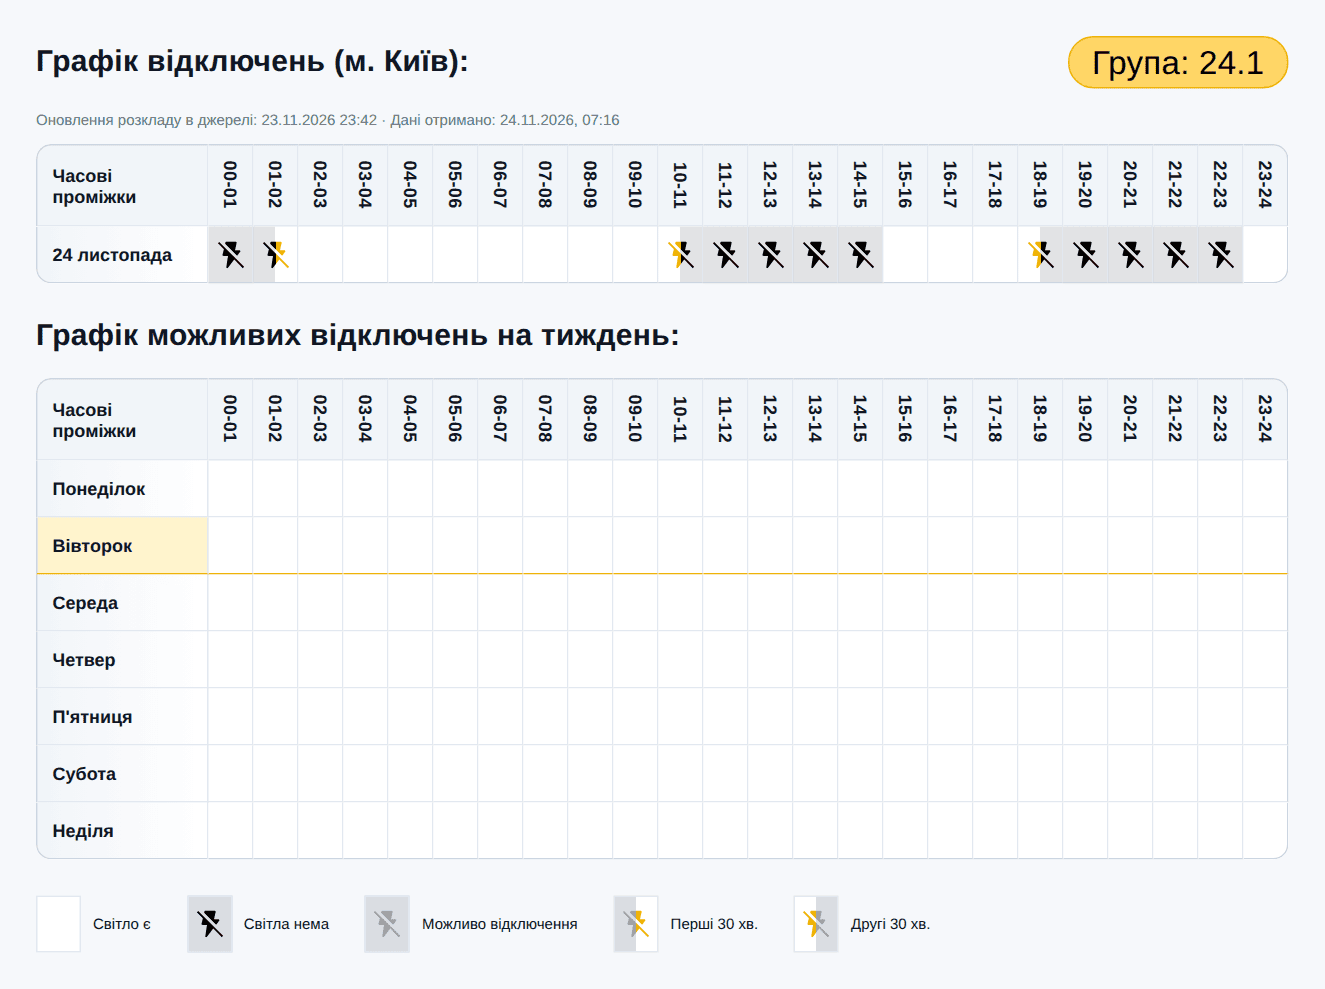 Графік відключень (м. Київ):
Група: 24.1
Оновлення розкладу в джерелі: 23.11.2026 23:42 · Дані отримано: 24.11.2026, 07:16
Часові проміжки 00-01 01-02 02-03 03-04 04-05 05-06 06-07 07-08 08-09 09-10 10-11 11-12 12-13 13-14 14-15 15-16 16-17 17-18 18-19 19-20 20-21 21-22 22-23 23-24
24 листопада
Графік можливих відключень на тиждень:
Часові проміжки 00-01 01-02 02-03 03-04 04-05 05-06 06-07 07-08 08-09 09-10 10-11 11-12 12-13 13-14 14-15 15-16 16-17 17-18 18-19 19-20 20-21 21-22 22-23 23-24
Понеділок
Вівторок
Середа
Четвер
П'ятниця
Субота
Неділя
Світло є Світла нема Можливо відключення Перші 30 хв. Другі 30 хв.